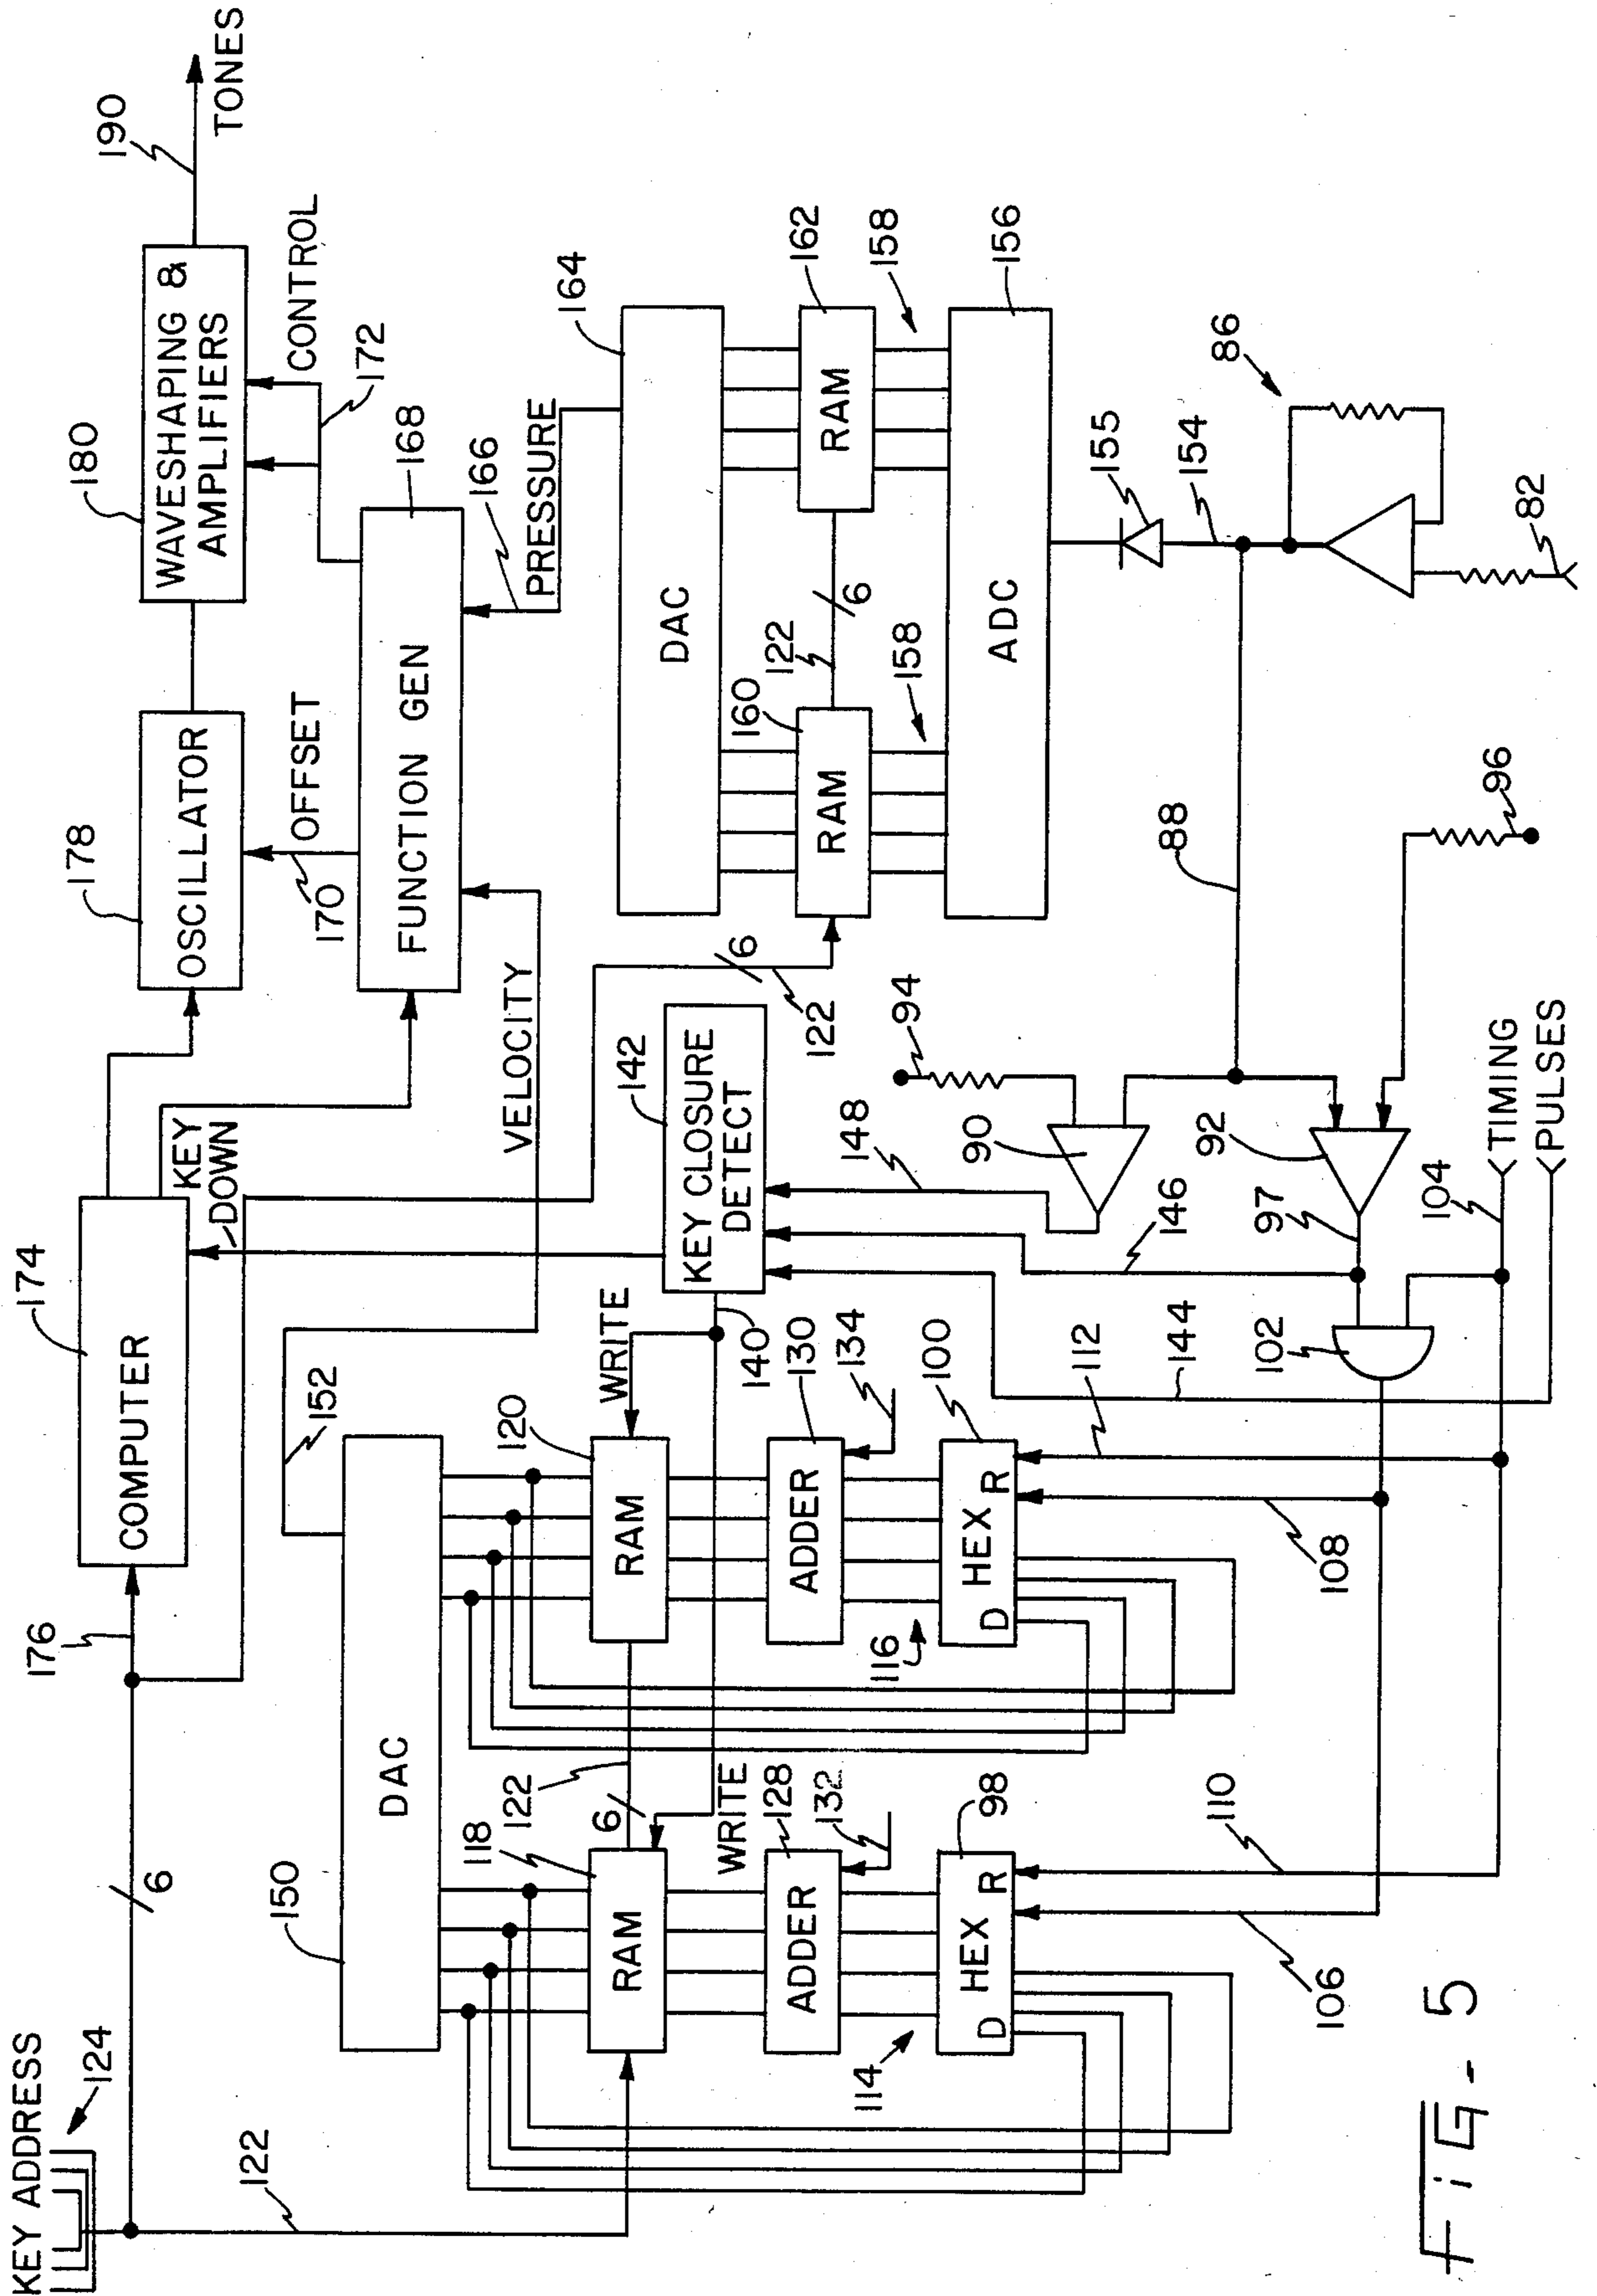 KEY ADDRESS
124
122
6
176
174
COMPUTER
KEY
DOWN
178
OSCILLATOR
180
WAVESHAPING &
AMPLIFIERS
190
TONES
CONTROL
172
OFFSET
170
168
FUNCTION GEN
166
PRESSURE
VELOCITY
152
150
DAC
164
DAC
118
RAM
122
6
WRITE
120
RAM
WRITE
140
142
KEY CLOSURE
DETECT
6
122
160
RAM
122
6
162
RAM
158
158
128
ADDER
132
130
ADDER
134
148
146
144
94
90
156
ADC
155
154
86
82
88
92
96
97
114
98
HEX
D
R
116
100
HEX
D
R
112
108
102
104
TIMING
PULSES
110
106
FiG- 5